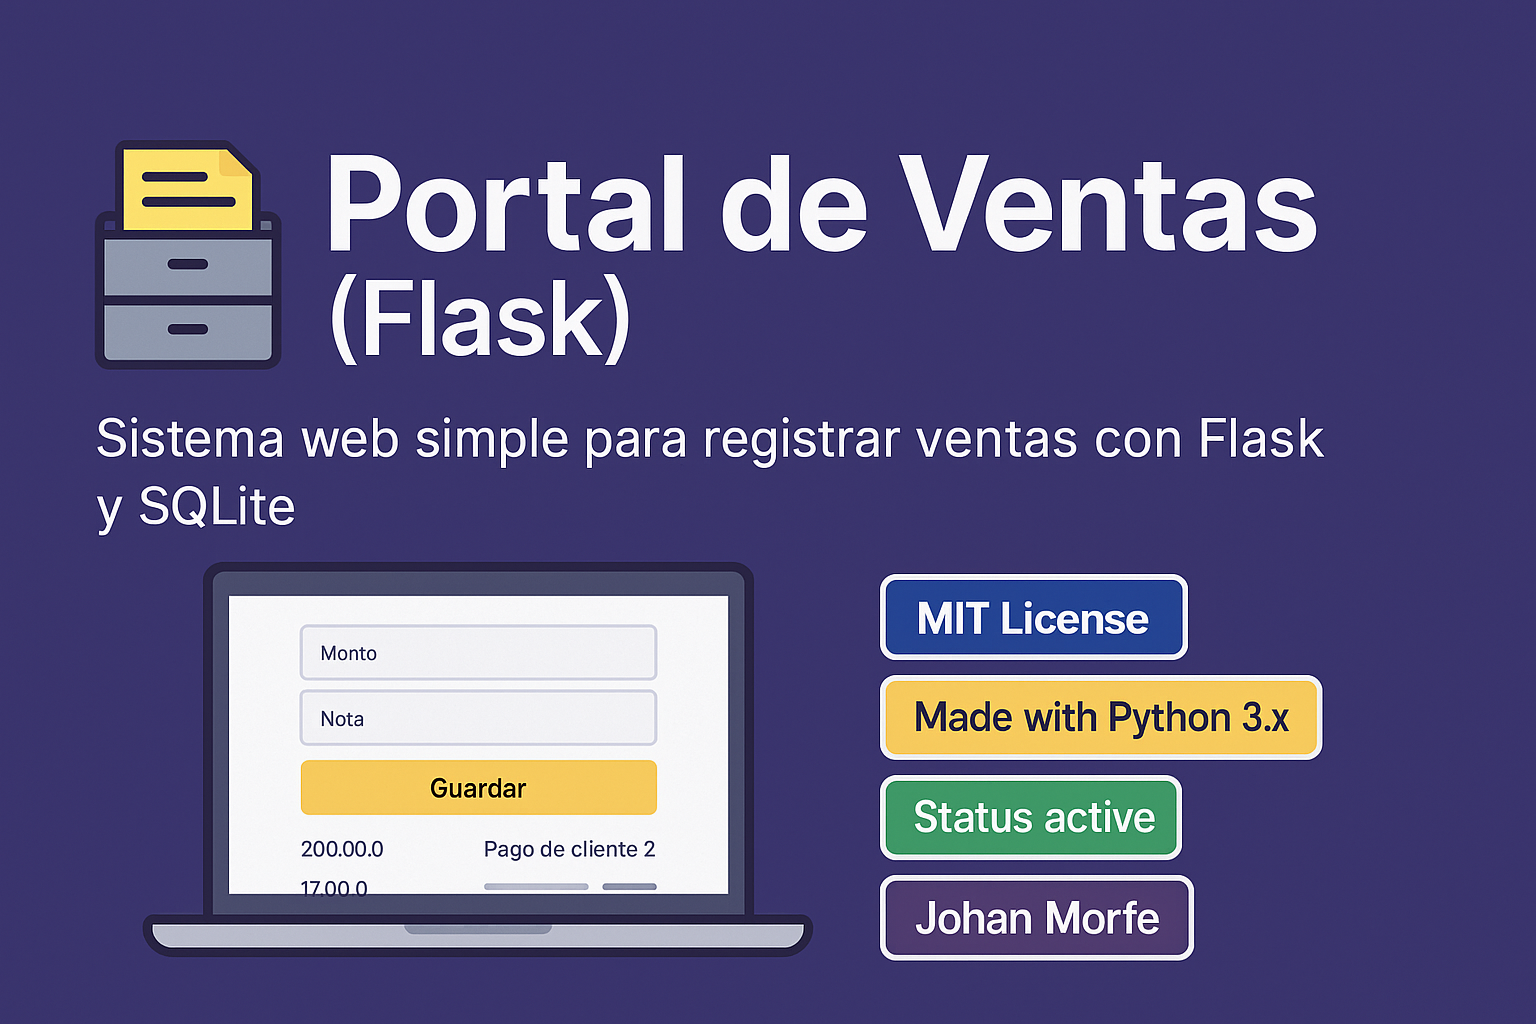 Portal de Ventas
(Flask)
Sistema web simple para registrar ventas con Flask
y SQLite
Monto
Nota
Guardar
200.00.0 Pago de cliente 2
17.00 0
MIT License
Made with Python 3.x
Status active
Johan Morfe